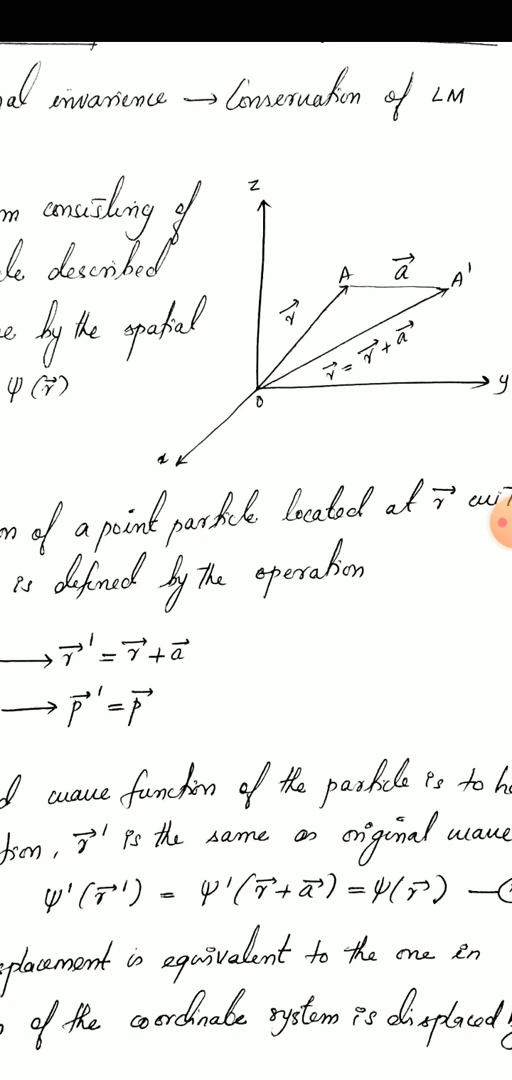 al invarience → Conservation of LM
m consisting of
le described
e by the spatial
ψ(r⃗)
z
A
a⃗
A'
r⃗
r⃗ = r⃗ + a⃗
o
y
x
n of a point particle located at r⃗
is defined by the operation
⟶ r⃗' = r⃗ + a⃗
⟶ p⃗' = p⃗
d wave function of the particle is to h
tion, r⃗' is the same as original wave
ψ'(r⃗') = ψ'(r⃗ + a⃗) = ψ(r⃗) —
splacement is equivalent to the one in
of the coordinate system is displaced